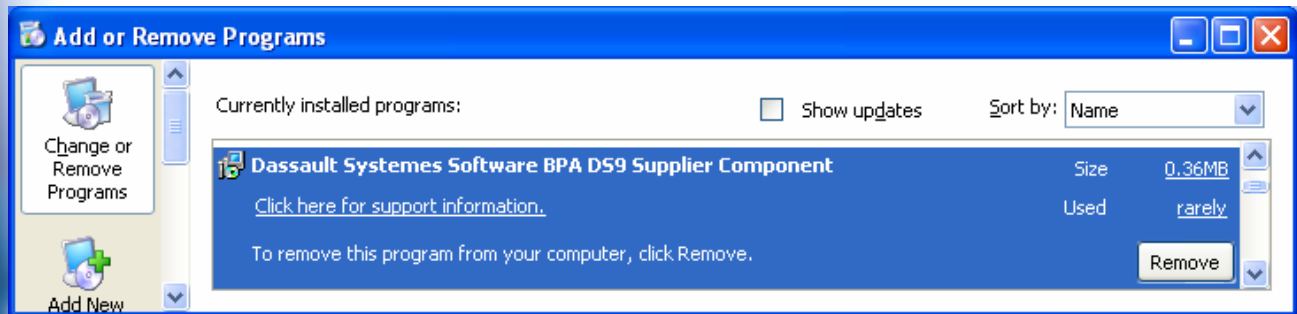 Add or Remove Programs
Change or
Remove
Programs
Add New
Currently installed programs:
Show updates
Sort by: Name
Dassault Systemes Software BPA DS9 Supplier Component
Size 0.36MB
Click here for support information.
Used rarely
To remove this program from your computer, click Remove.
Remove